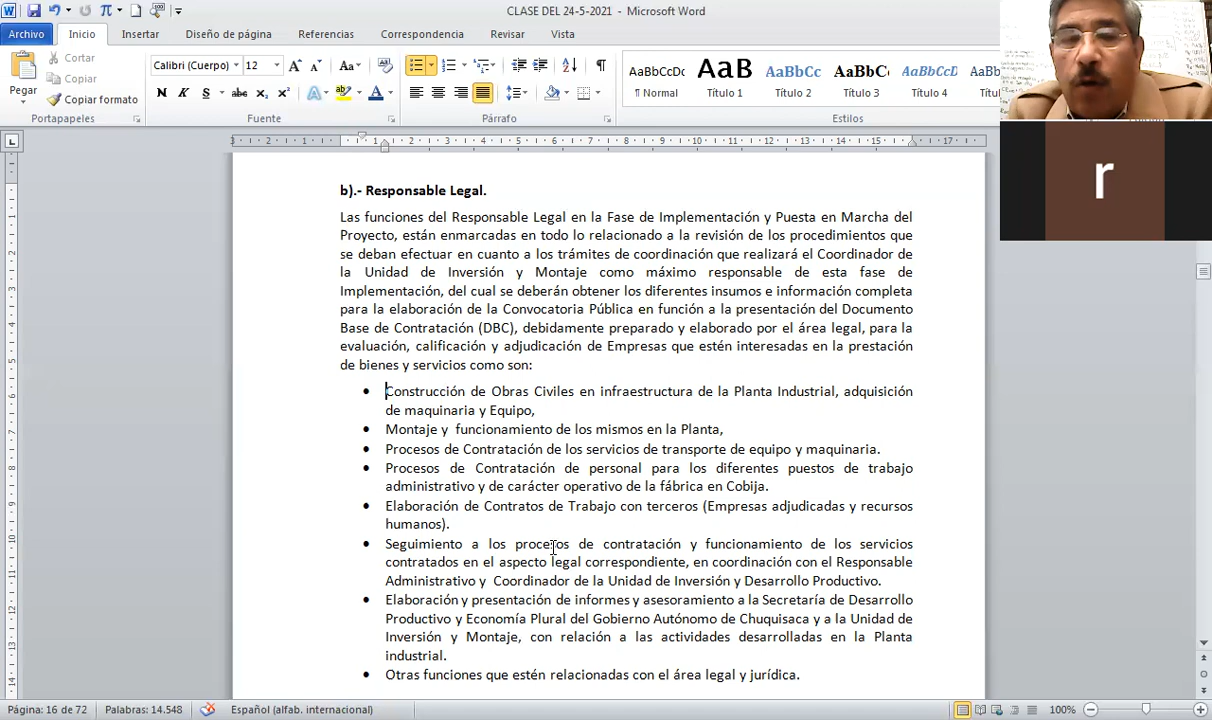 CLASE DEL 24-5-2021 - Microsoft Word
Archivo Inicio Insertar Diseño de página Referencias Correspondencia Revisar Vista
Pegar
Cortar
Copiar
Copiar formato
Portapapeles
Calibri (Cuerpo) 12
N K S abc x₂ x²
Fuente
Párrafo
AaBbCcDc AaB AaBbCc AaBbCc AaBbCcD AaBb
¶ Normal Título 1 Título 2 Título 3 Título 4
Estilos
r
b).- Responsable Legal.
Las funciones del Responsable Legal en la Fase de Implementación y Puesta en Marcha del
Proyecto, están enmarcadas en todo lo relacionado a la revisión de los procedimientos que
se deban efectuar en cuanto a los trámites de coordinación que realizará el Coordinador de
la Unidad de Inversión y Montaje como máximo responsable de esta fase de
Implementación, del cual se deberán obtener los diferentes insumos e información completa
para la elaboración de la Convocatoria Pública en función a la presentación del Documento
Base de Contratación (DBC), debidamente preparado y elaborado por el área legal, para la
evaluación, calificación y adjudicación de Empresas que estén interesadas en la prestación
de bienes y servicios como son:
• Construcción de Obras Civiles en infraestructura de la Planta Industrial, adquisición
de maquinaria y Equipo,
• Montaje y funcionamiento de los mismos en la Planta,
• Procesos de Contratación de los servicios de transporte de equipo y maquinaria.
• Procesos de Contratación de personal para los diferentes puestos de trabajo
administrativo y de carácter operativo de la fábrica en Cobija.
• Elaboración de Contratos de Trabajo con terceros (Empresas adjudicadas y recursos
humanos).
• Seguimiento a los procesos de contratación y funcionamiento de los servicios
contratados en el aspecto legal correspondiente, en coordinación con el Responsable
Administrativo y Coordinador de la Unidad de Inversión y Desarrollo Productivo.
• Elaboración y presentación de informes y asesoramiento a la Secretaría de Desarrollo
Productivo y Economía Plural del Gobierno Autónomo de Chuquisaca y a la Unidad de
Inversión y Montaje, con relación a las actividades desarrolladas en la Planta
industrial.
• Otras funciones que estén relacionadas con el área legal y jurídica.
Página: 16 de 72 Palabras: 14.548 Español (alfab. internacional) 100%